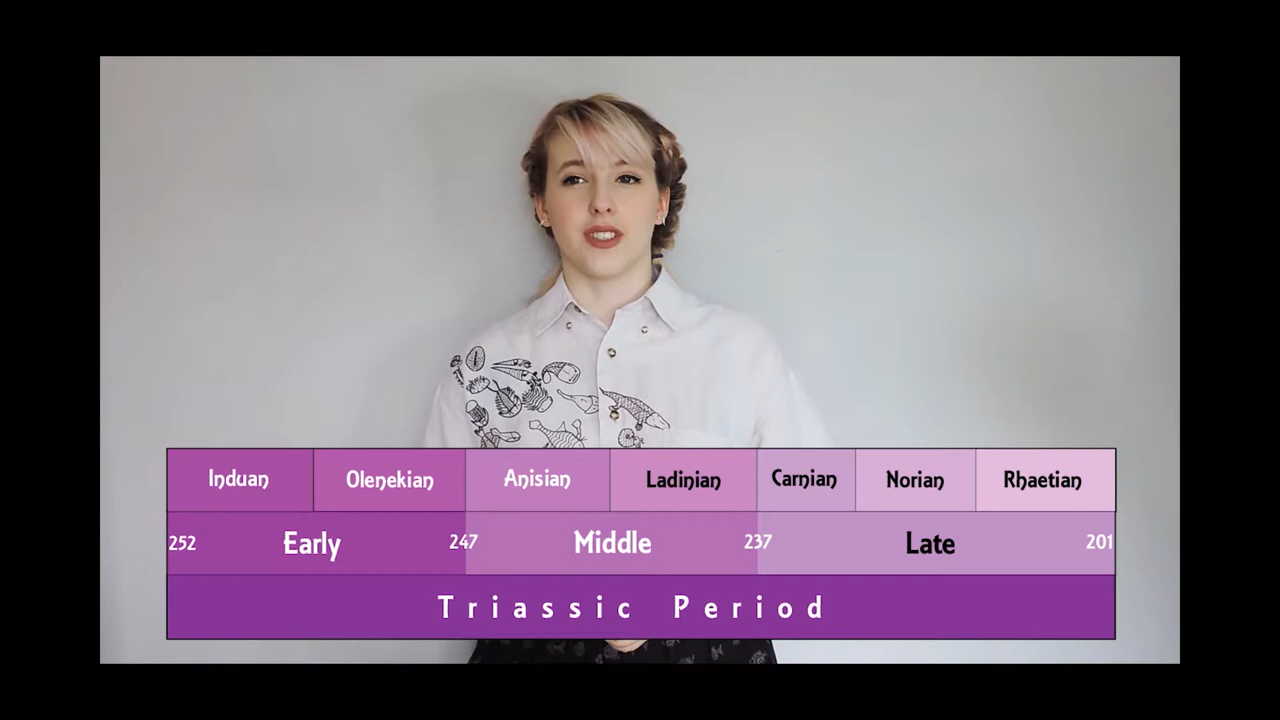 Induan Olenekian Anisian Ladinian Carnian Norian Rhaetian
252 Early 247 Middle 237 Late 201
Triassic Period